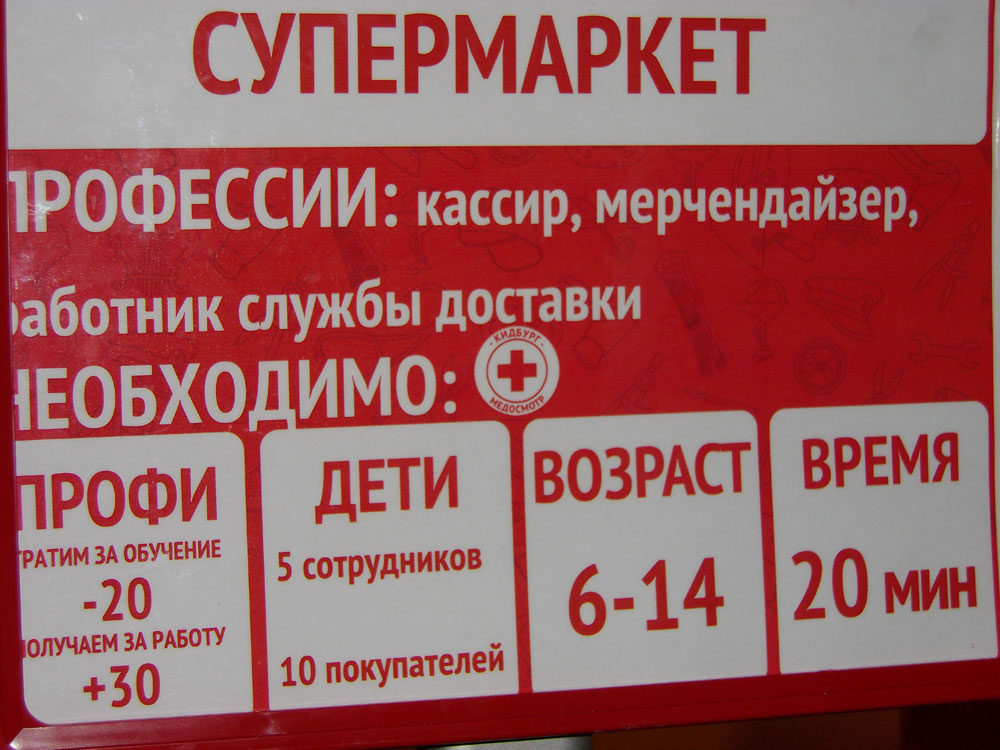 СУПЕРМАРКЕТ
ПРОФЕССИИ: кассир, мерчендайзер,
работник службы доставки
НЕОБХОДИМО:
КИДБУРГ
МЕДОСМОТР
ПРОФИ
ТРАТИМ ЗА ОБУЧЕНИЕ
-20
ПОЛУЧАЕМ ЗА РАБОТУ
+30
ДЕТИ
5 сотрудников
10 покупателей
ВОЗРАСТ
6-14
ВРЕМЯ
20 мин